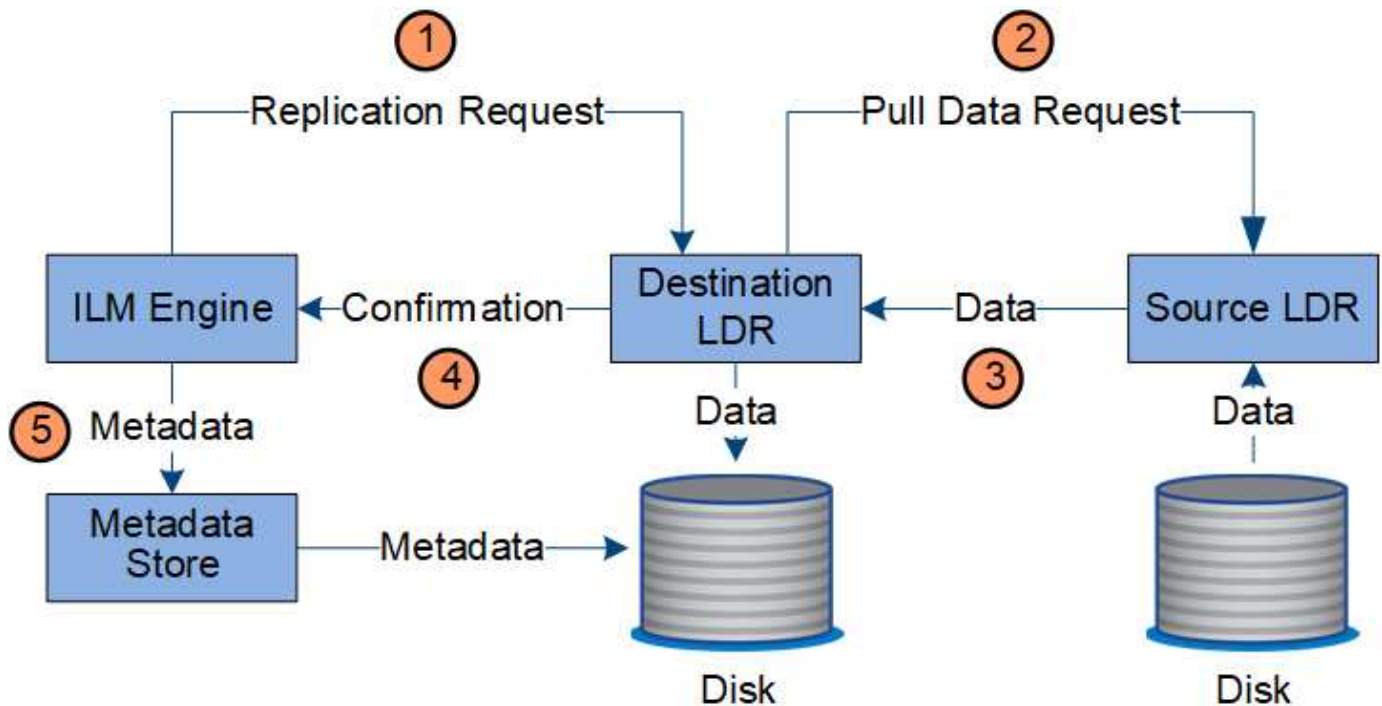 1
2
Replication Request
Pull Data Request
ILM Engine
Confirmation
Destination
LDR
Data
Source LDR
4
3
5
Metadata
Data
Data
Metadata
Store
Metadata
Disk
Disk